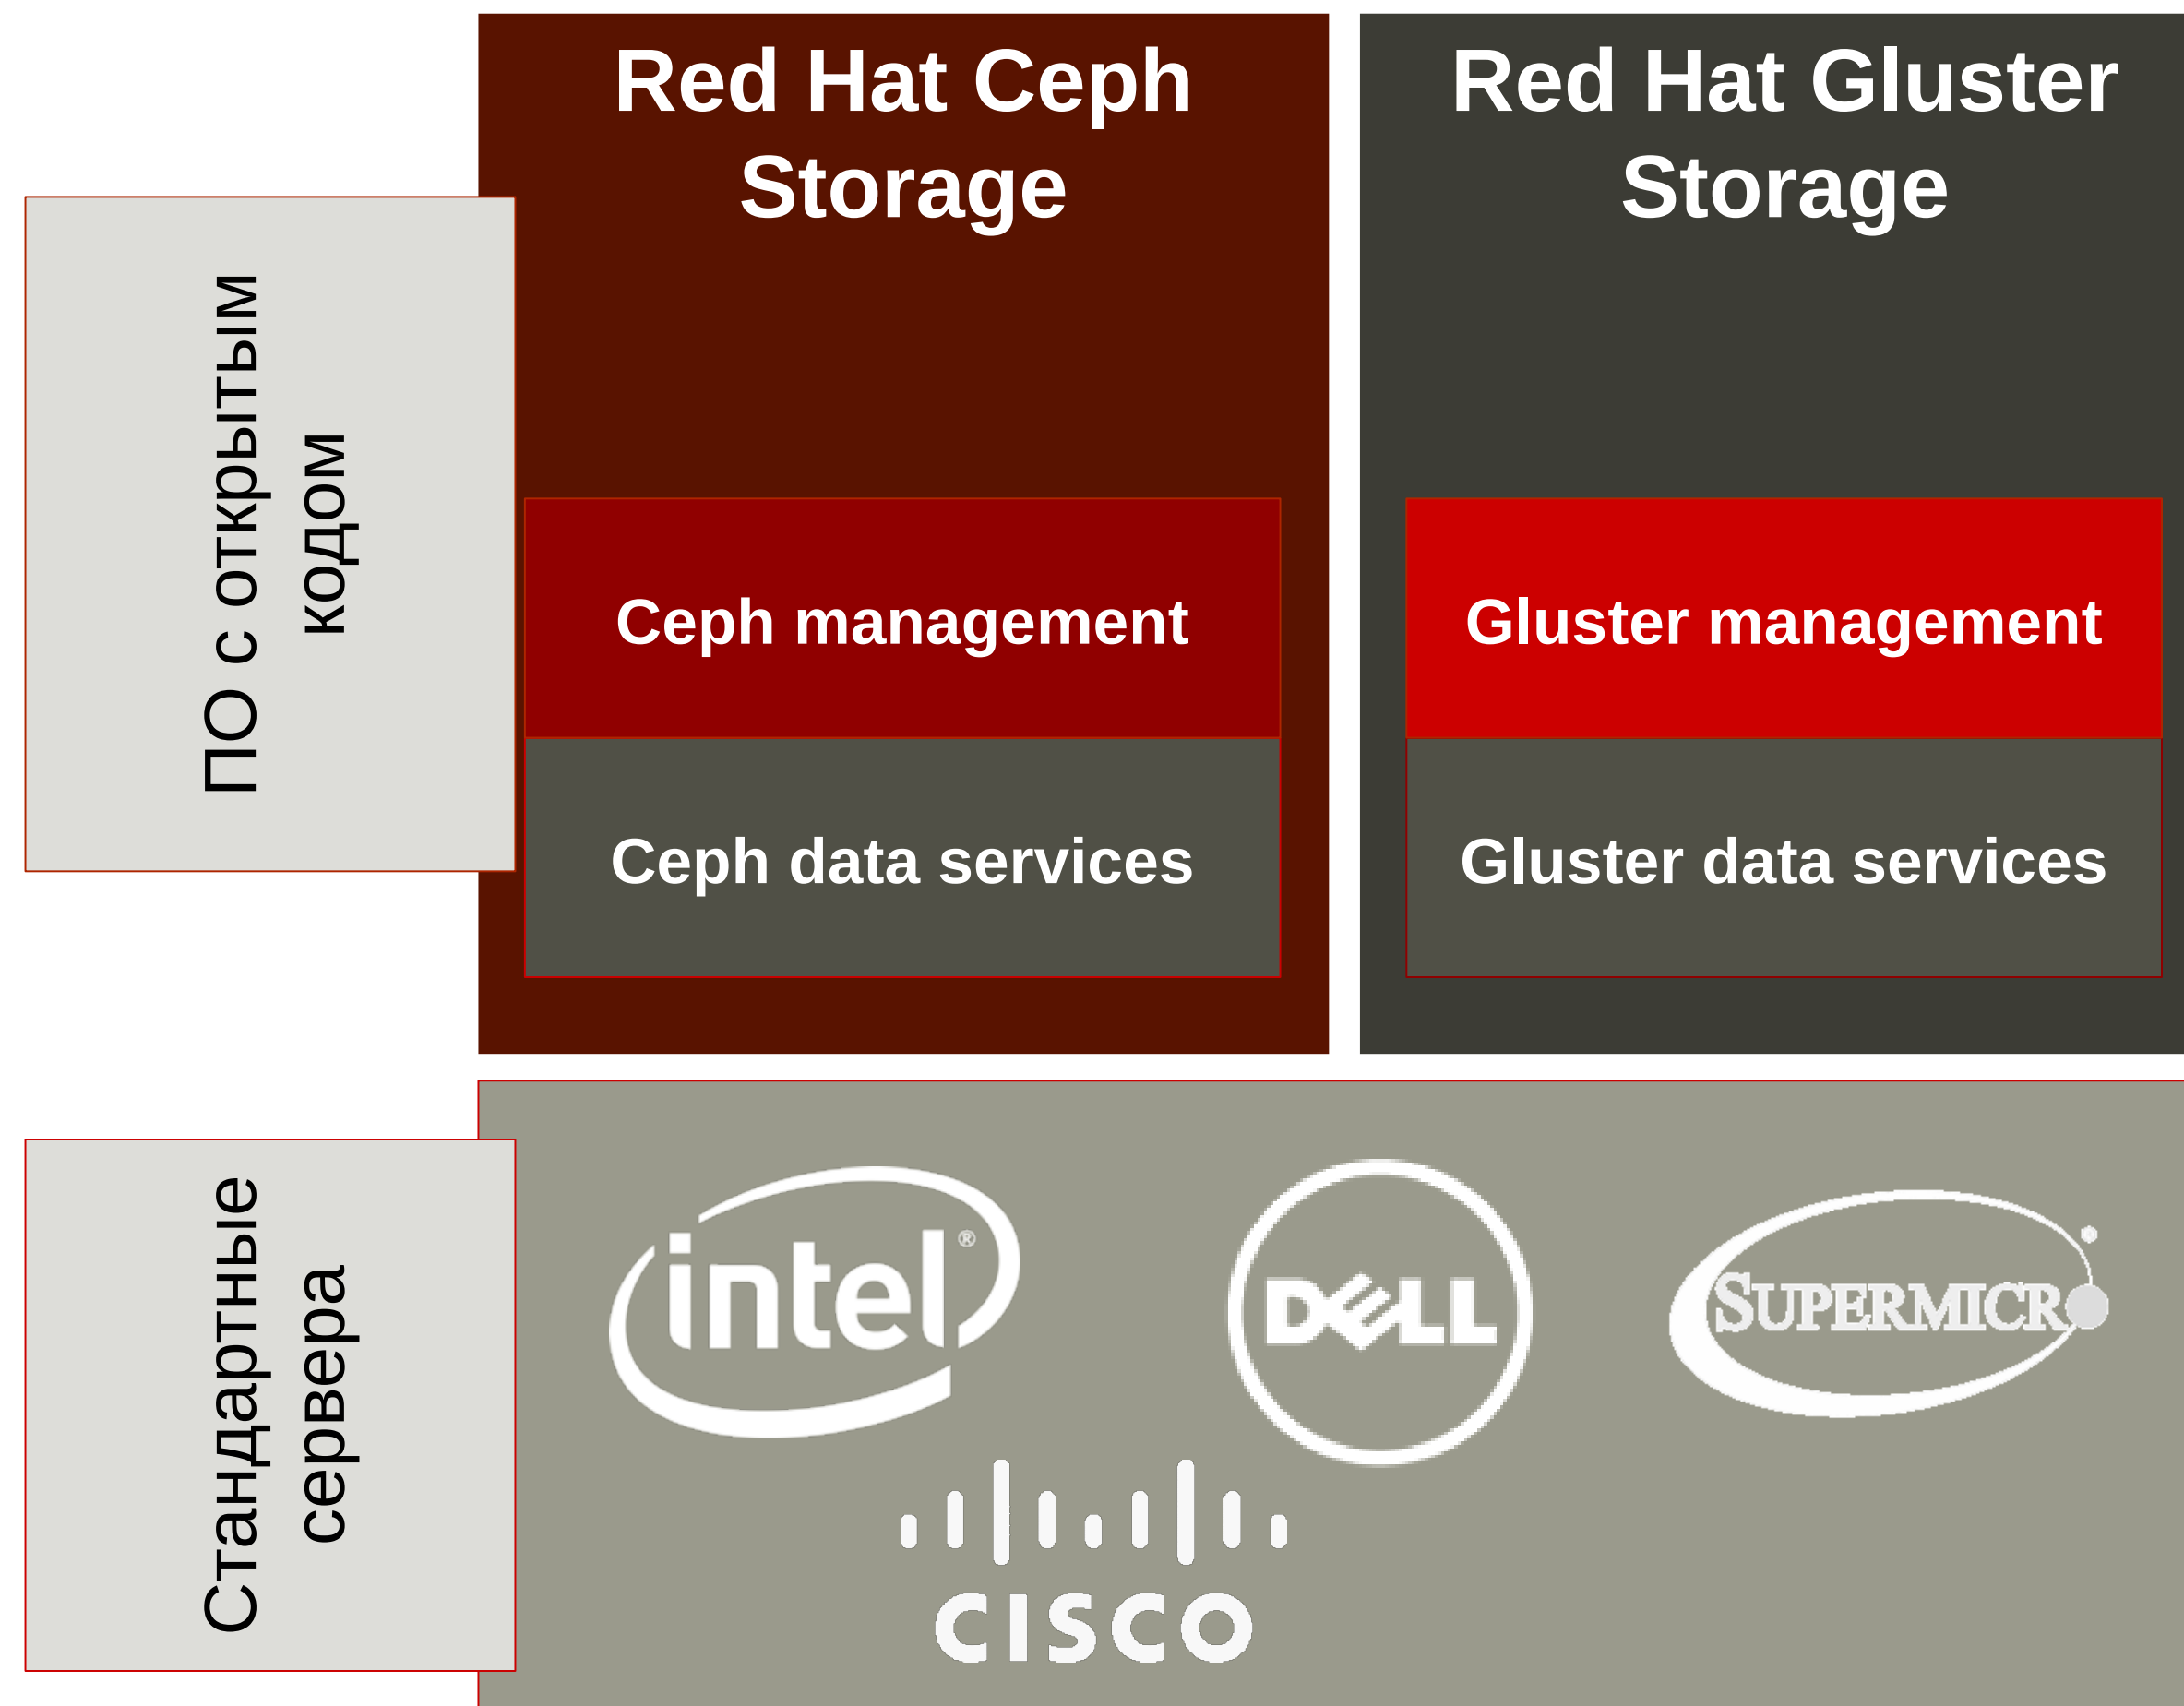 Red Hat Ceph
Storage
Red Hat Gluster
Storage
ПО с открытым
кодом
Ceph management
Gluster management
Ceph data services
Gluster data services
Стандартные
сервера
intel®
DELL
SUPERMICRO
CISCO